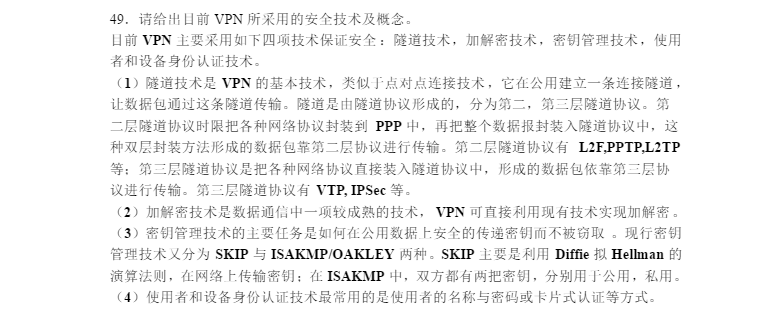 49．请给出目前 VPN 所采用的安全技术及概念。
目前 VPN 主要采用如下四项技术保证安全：隧道技术，加解密技术，密钥管理技术，使用
者和设备身份认证技术。
（1）隧道技术是 VPN 的基本技术，类似于点对点连接技术，它在公用建立一条连接隧道，
让数据包通过这条隧道传输。隧道是由隧道协议形成的，分为第二，第三层隧道协议。第
二层隧道协议时限把各种网络协议封装到 PPP 中，再把整个数据报封装入隧道协议中，这
种双层封装方法形成的数据包靠第二层协议进行传输。第二层隧道协议有 L2F,PPTP,L2TP
等；第三层隧道协议是把各种网络协议直接装入隧道协议中，形成的数据包依靠第三层协
议进行传输。第三层隧道协议有 VTP, IPSec 等。
（2）加解密技术是数据通信中一项较成熟的技术， VPN 可直接利用现有技术实现加解密 。
（3）密钥管理技术的主要任务是如何在公用数据上安全的传递密钥而不被窃取 。现行密钥
管理技术又分为 SKIP 与 ISAKMP/OAKLEY 两种。SKIP 主要是利用 Diffie 拟 Hellman 的
演算法则，在网络上传输密钥；在 ISAKMP 中，双方都有两把密钥，分别用于公用，私用。
（4）使用者和设备身份认证技术最常用的是使用者的名称与密码或卡片式认证等方式。